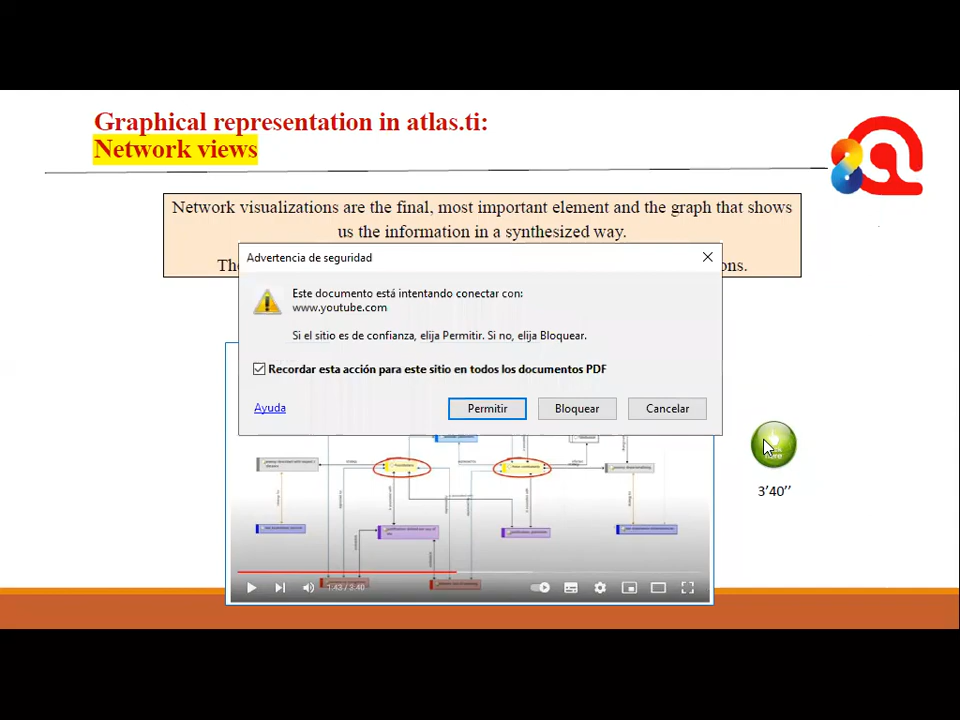 Graphical representation in atlas.ti:
Network views
Network visualizations are the final, most important element and the graph that shows
us the information in a synthesized way.
Advertencia de seguridad
Este documento está intentando conectar con:
www.youtube.com
Si el sitio es de confianza, elija Permitir. Si no, elija Bloquear.
Recordar esta acción para este sitio en todos los documentos PDF
Ayuda
Permitir
Bloquear
Cancelar
3'40''
1:43 / 3:40